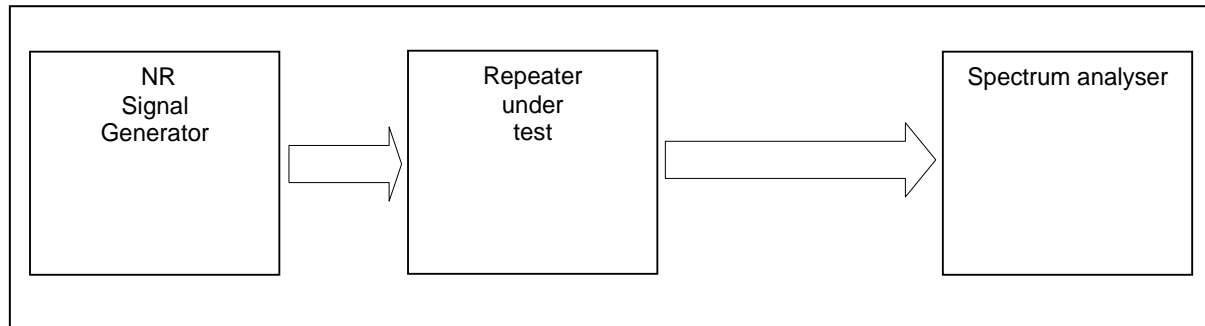 NR
Signal
Generator
Repeater
under
test
Spectrum analyser